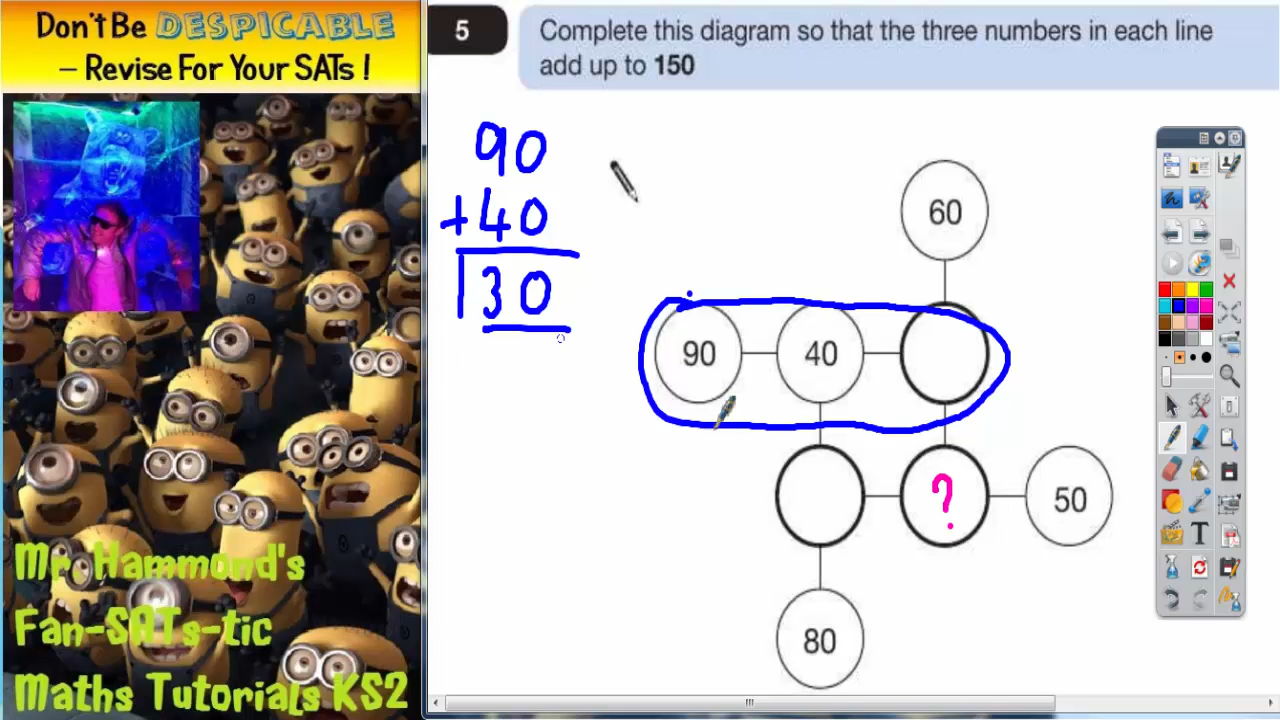 Don't Be DESPICABLE
– Revise For Your SATs !
Mr. Hammond's
Fan-SATs-tic
Maths Tutorials KS2
5
Complete this diagram so that the three numbers in each line
add up to 150
90
+40
130
60
90
40
?
50
80
T